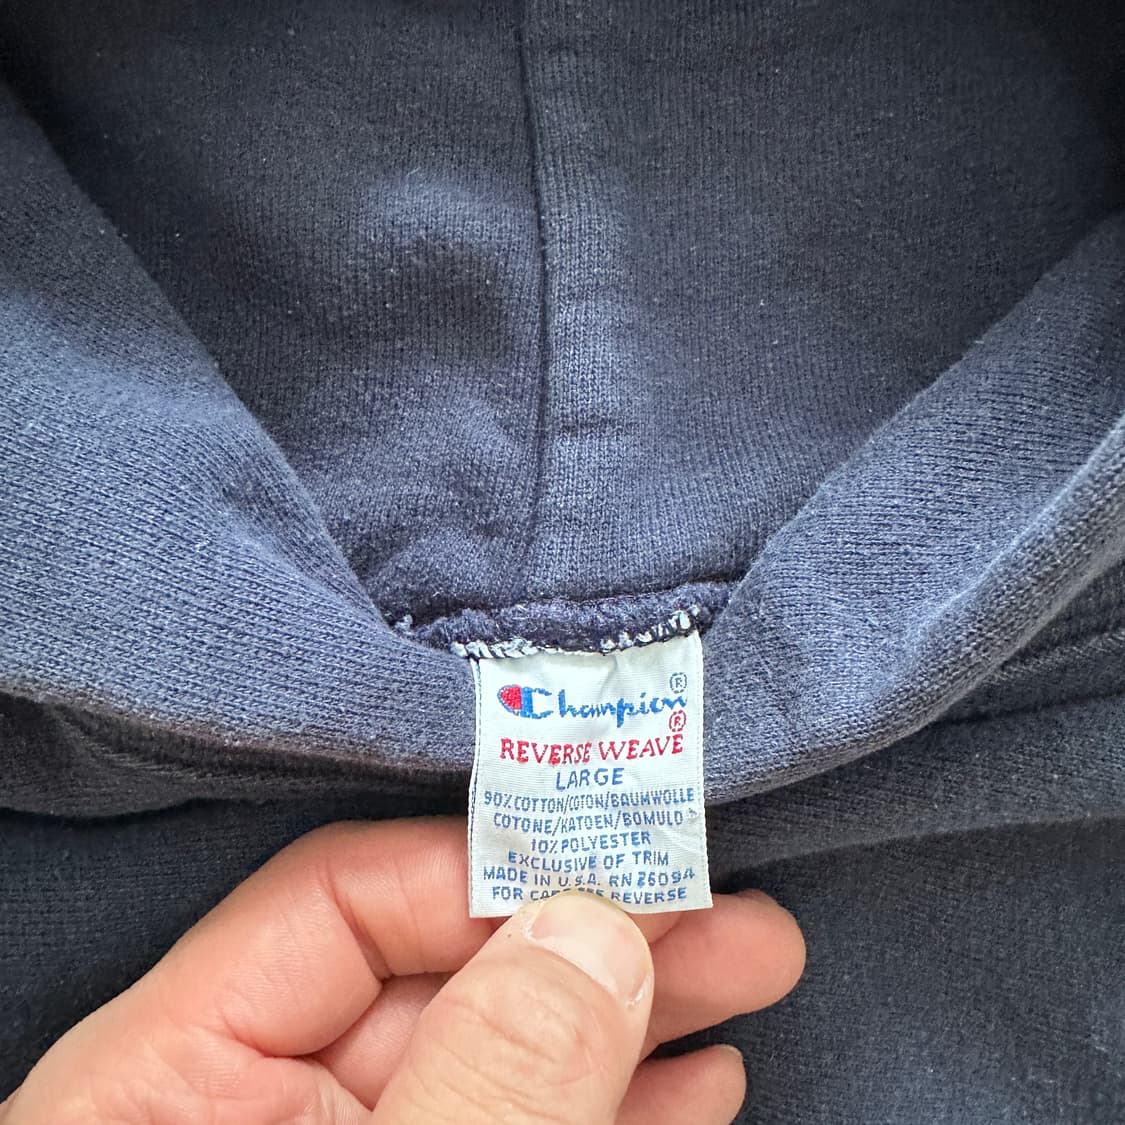 Champion®
REVERSE WEAVE®
LARGE
90% COTTON/COTON/BAUMWOLLE
COTONE/KATOEN/BOMULD
10% POLYESTER
EXCLUSIVE OF TRIM
MADE IN U.S.A. RN 26094
FOR CARE SEE REVERSE